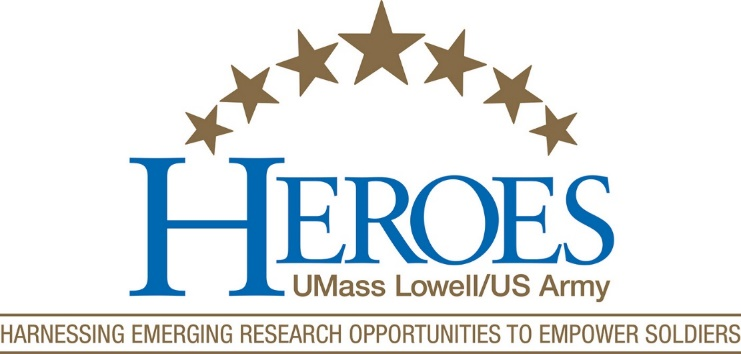 HEROES
UMass Lowell/US Army
HARNESSING EMERGING RESEARCH OPPORTUNITIES TO EMPOWER SOLDIERS